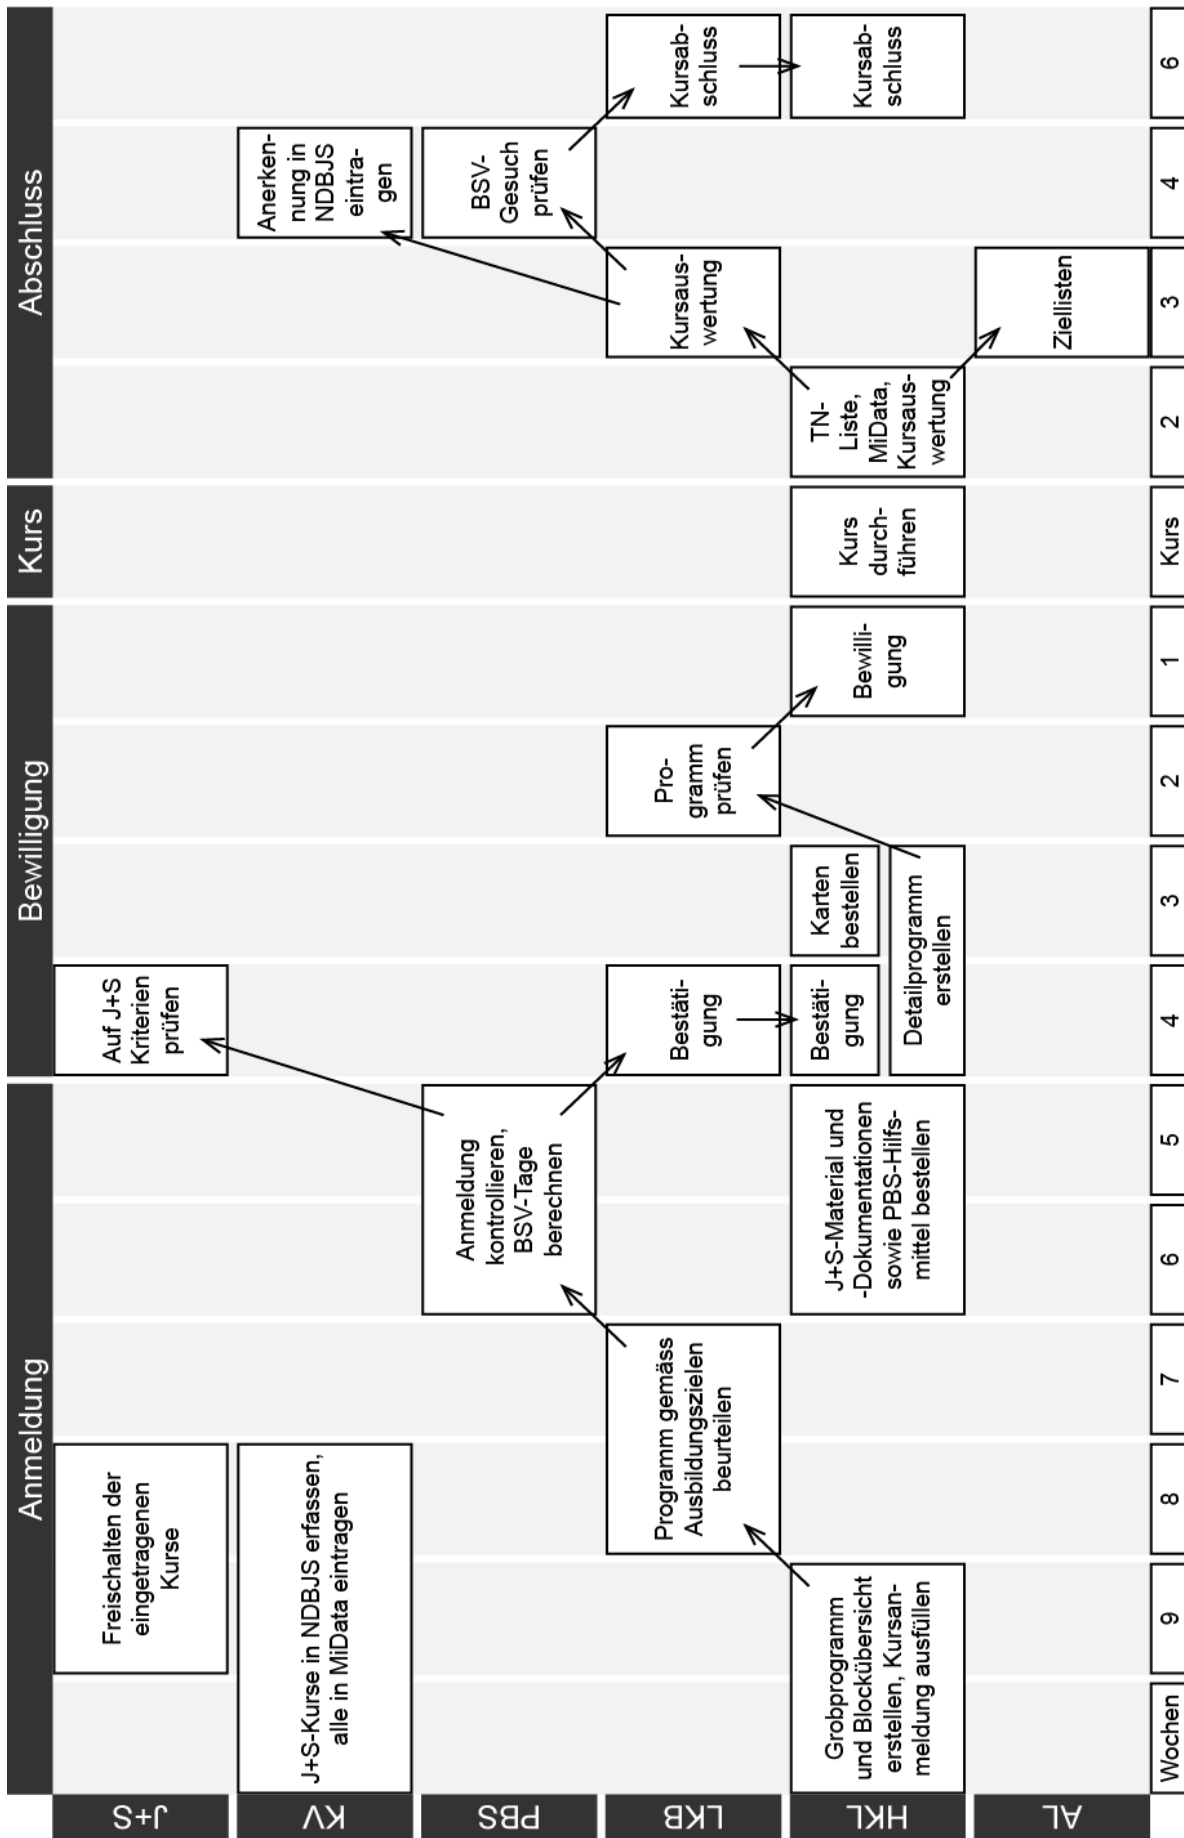 Anmeldung
Bewilligung
Kurs
Abschluss
J+S
Freischalten der
eingetragenen
Kurse
Auf J+S
Kriterien
prüfen
KV
J+S-Kurse in NDBJS erfassen,
alle in MiData eintragen
Anerken-
nung in
NDBJS
eintra-
gen
PBS
Anmeldung
kontrollieren,
BSV-Tage
berechnen
BSV-
Gesuch
prüfen
LKB
Programm gemäss
Ausbildungszielen
beurteilen
Bestäti-
gung
Pro-
gramm
prüfen
Kursaus-
wertung
Kursab-
schluss
HKL
Grobprogramm
und Blockübersicht
erstellen, Kursan-
meldung ausfüllen
J+S-Material und
-Dokumentationen
sowie PBS-Hilfs-
mittel bestellen
Bestäti-
gung
Karten
bestellen
Detailprogramm
erstellen
Bewilli-
gung
Kurs
durch-
führen
TN-
Liste,
MiData,
Kursaus-
wertung
Kursab-
schluss
AL
Ziellisten
Wochen
9
8
7
6
5
4
3
2
1
Kurs
2
3
4
6